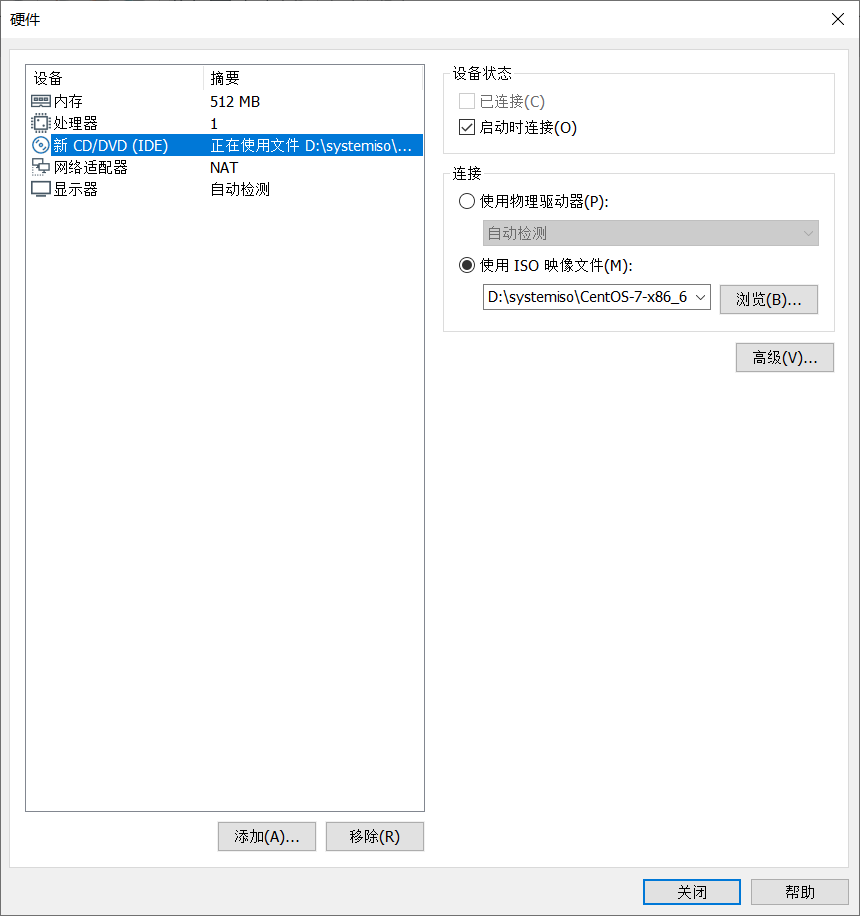 硬件
设备 摘要
内存 512 MB
处理器 1
新 CD/DVD (IDE) 正在使用文件 D:\systemiso\...
网络适配器 NAT
显示器 自动检测
添加(A)... 移除(R)
设备状态
已连接(C)
启动时连接(O)
连接
使用物理驱动器(P):
自动检测
使用 ISO 映像文件(M):
D:\systemiso\CentOS-7-x86_6 浏览(B)...
高级(V)...
关闭 帮助